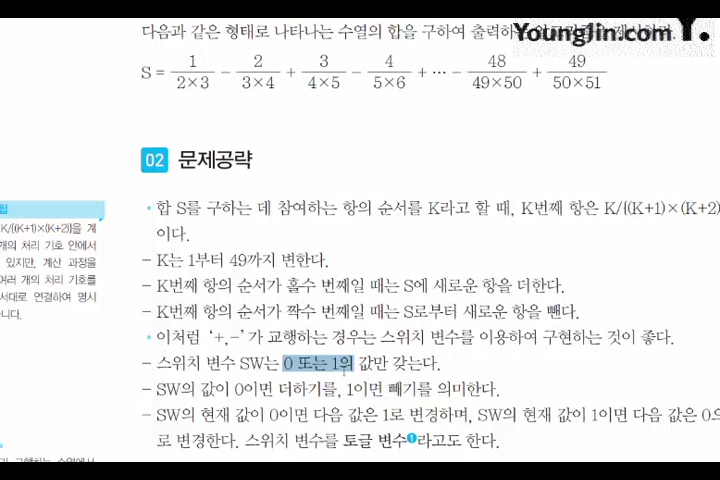 다음과 같은 형태로 나타나는 수열의 합을 구하여 출력하는
YoungJin.com Y.
S = 1/2×3 − 2/3×4 + 3/4×5 − 4/5×6 + ⋯ − 48/49×50 + 49/50×51
02 문제공략
• 합 S를 구하는 데 참여하는 항의 순서를 K라고 할 때, K번째 항은 K/{(K+1)×(K+2)
이다.
− K는 1부터 49까지 변한다.
− K번째 항의 순서가 홀수 번째일 때는 S에 새로운 항을 더한다.
− K번째 항의 순서가 짝수 번째일 때는 S로부터 새로운 항을 뺀다.
• 이처럼 ‘+,−’가 교행하는 경우는 스위치 변수를 이용하여 구현하는 것이 좋다.
− 스위치 변수 SW는 0 또는 1의 값만 갖는다.
− SW의 값이 0이면 더하기를, 1이면 빼기를 의미한다.
− SW의 현재 값이 0이면 다음 값은 1로 변경하며, SW의 현재 값이 1이면 다음 값은 0으
로 변경한다. 스위치 변수를 토글 변수❶라고도 한다.
팁
K/{(K+1)×(K+2)}을 계
개의 처리 기호 안에서
있지만, 계산 과정을
여러 개의 처리 기호를
서대로 연결하여 명시
니다.